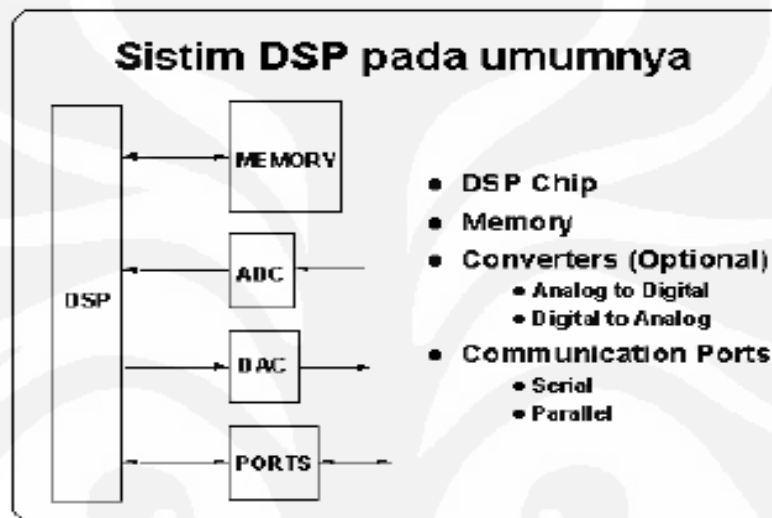 Sistim DSP pada umumnya
DSP
MEMORY
ADC
DAC
PORTS
• DSP Chip
• Memory
• Converters (Optional)
• Analog to Digital
• Digital to Analog
• Communication Ports
• Serial
• Parallel